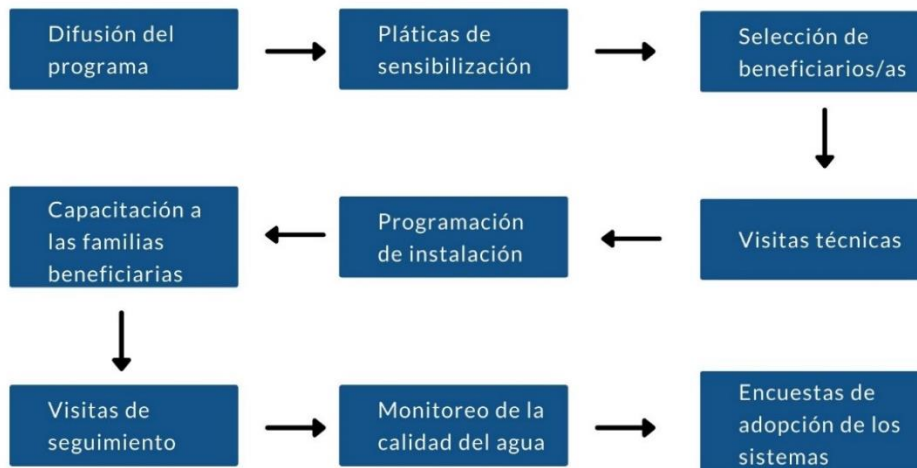 Difusión del
programa
Pláticas de
sensibilización
Selección de
beneficiarios/as
Visitas técnicas
Programación
de instalación
Capacitación a
las familias
beneficiarias
Visitas de
seguimiento
Monitoreo de la
calidad del agua
Encuestas de
adopción de los
sistemas